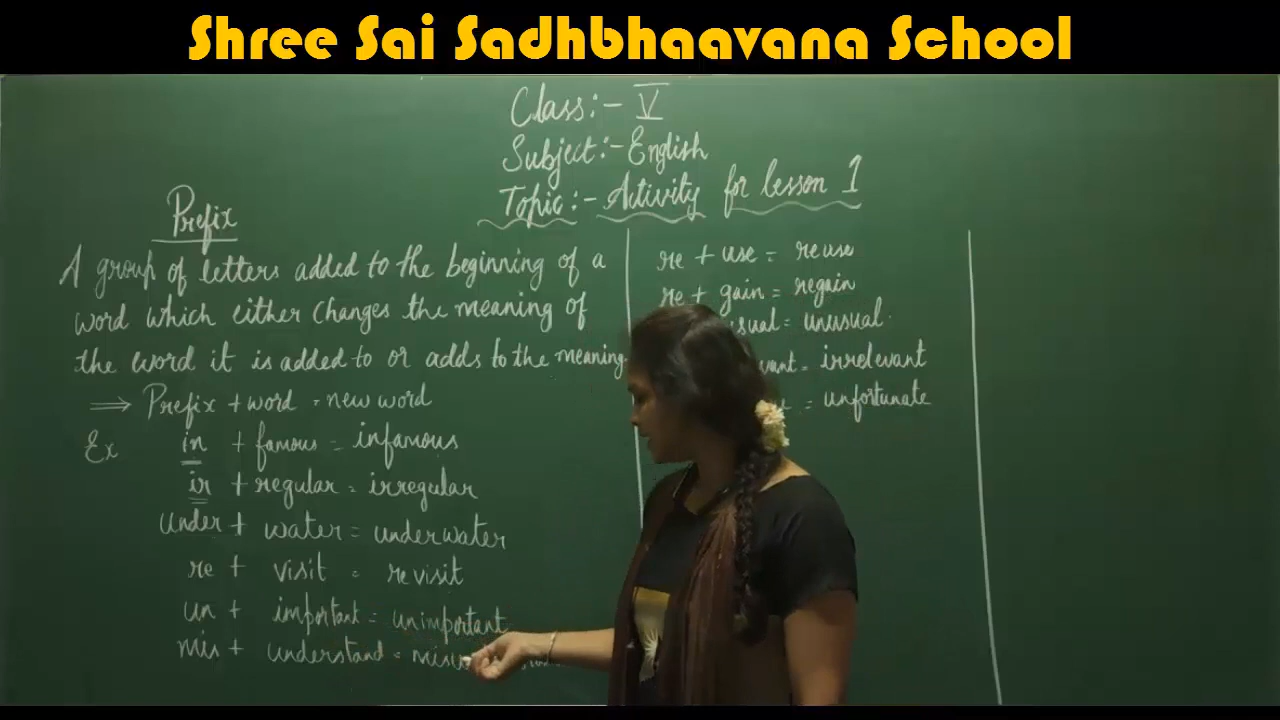 Shree Sai Sadhbhaavana School
Class:- V
Subject:- English
Topic:- Activity for lesson 1
Prefix
A group of letters added to the beginning of a
word which either changes the meaning of
the word it is added to or adds to the meaning.
⟹ Prefix + word = new word
Ex in + famous = infamous
ir + regular = irregular
under + water = underwater
re + visit = revisit
un + important = unimportant
mis + understand =
re + use = reuse
re + gain = regain
= unusual
= irrelevant
= unfortunate